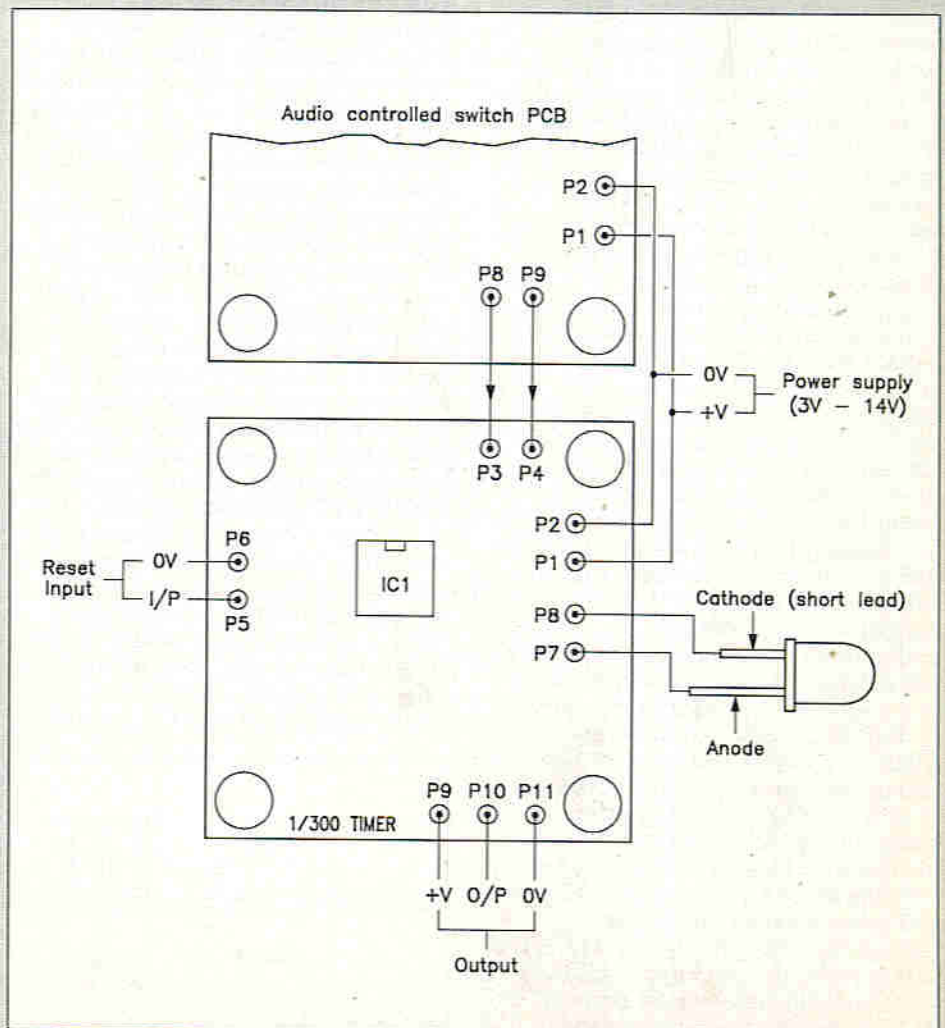 Audio controlled switch PCB
P2
P1
P8 P9
0V
+V
Power supply
(3V – 14V)
P3 P4
P2
P1
P6
0V
Reset
Input
I/P
P5
IC1
P8
P7
Cathode (short lead)
Anode
P9 P10 P11
1/300 TIMER
+V O/P 0V
Output